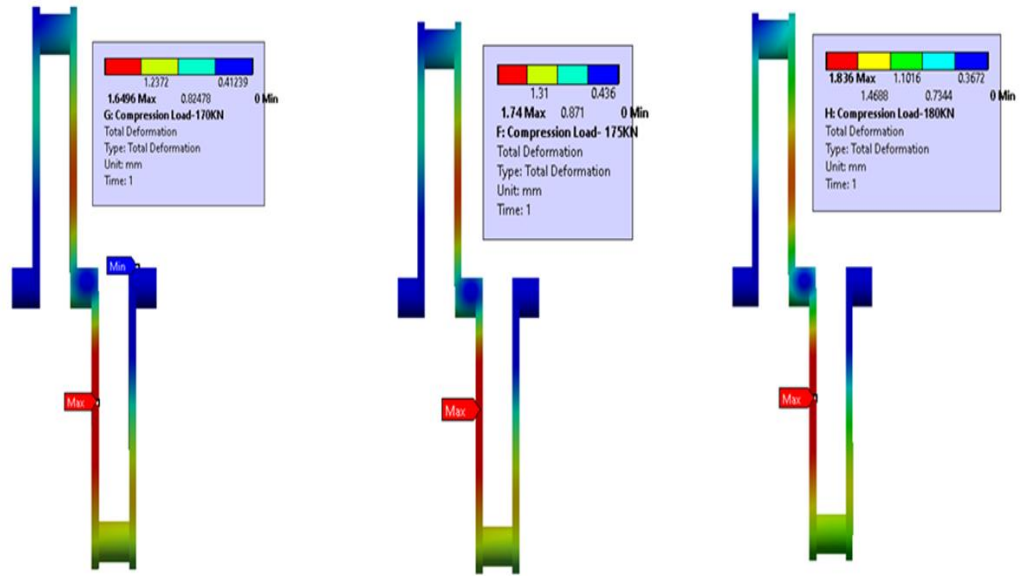 1.2372 0.41239
1.6496 Max 0.82478 0 Min
G: Compression Load-170KN
Total Deformation
Type: Total Deformation
Unit: mm
Time: 1
Min
Max
1.31 0.436
1.74 Max 0.871 0 Min
F: Compression Load- 175KN
Total Deformation
Type: Total Deformation
Unit: mm
Time: 1
Max
1.836 Max 1.1016 0.3672
1.4688 0.7344 0 Min
H: Compression Load-180KN
Total Deformation
Type: Total Deformation
Unit: mm
Time: 1
Max